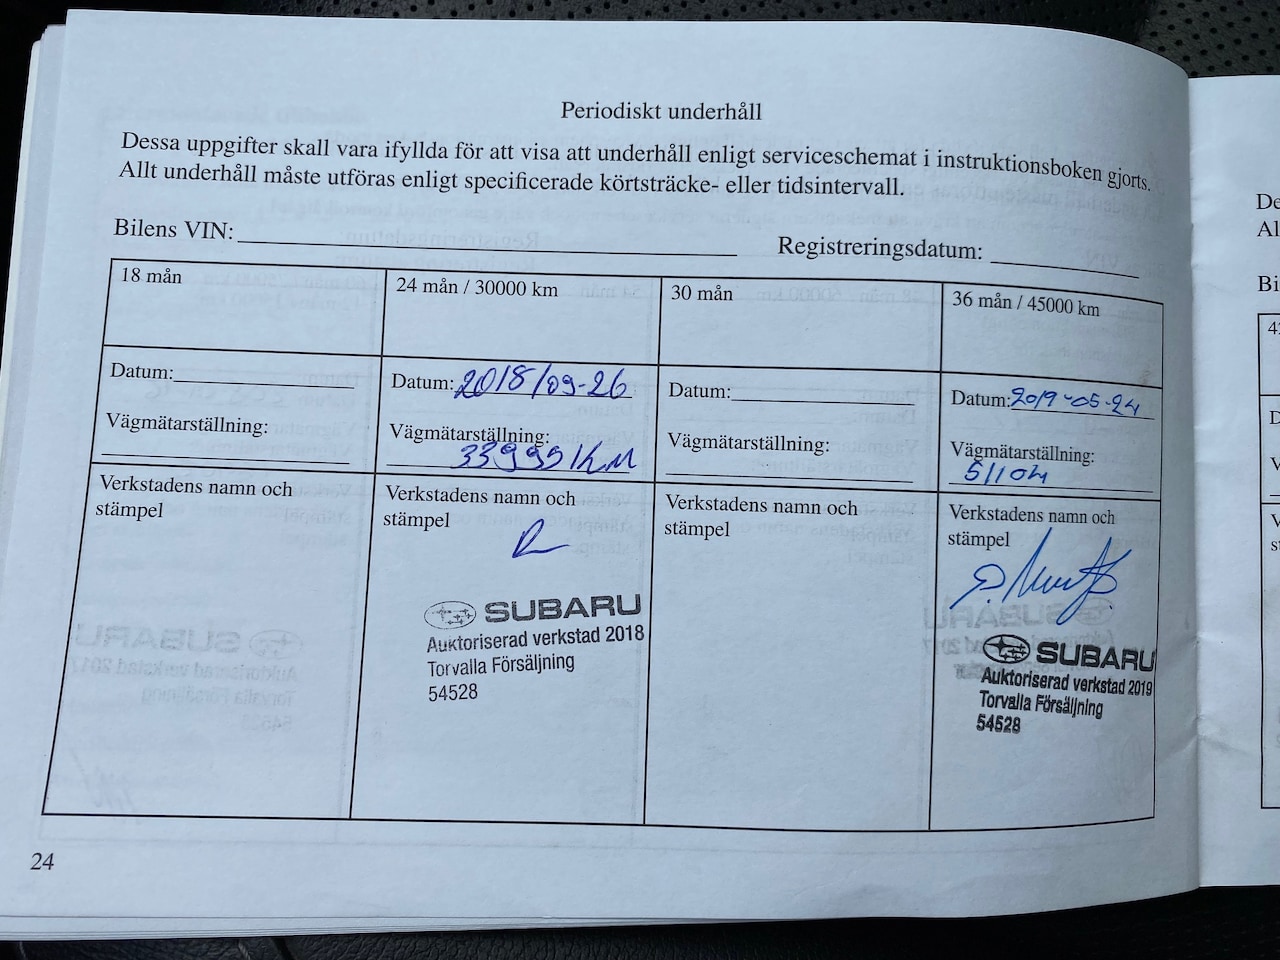 Periodiskt underhåll
Dessa uppgifter skall vara ifyllda för att visa att underhåll enligt serviceschemat i instruktionsboken gjorts.
Allt underhåll måste utföras enligt specificerade körtsträcke- eller tidsintervall.
Bilens VIN:
Registreringsdatum:
18 mån
Datum:
Vägmätarställning:
Verkstadens namn och
stämpel
24 mån / 30000 km
Datum: 2018/09-26
Vägmätarställning:
33995 KM
Verkstadens namn och
stämpel
SUBARU
Auktoriserad verkstad 2018
Torvalla Försäljning
54528
30 mån
Datum:
Vägmätarställning:
Verkstadens namn och
stämpel
36 mån / 45000 km
Datum: 2019-05-24
Vägmätarställning:
51104
Verkstadens namn och
stämpel
SUBARU
Auktoriserad verkstad 2019
Torvalla Försäljning
54528
24